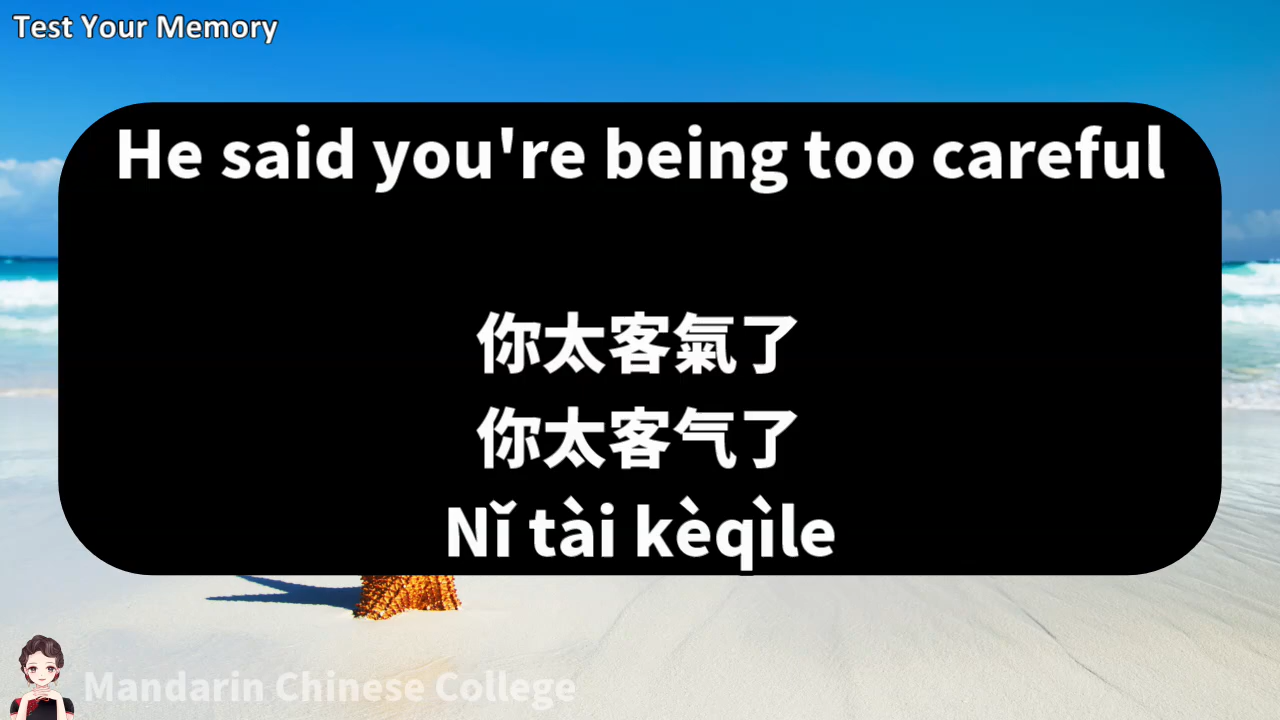 Test Your Memory
He said you're being too careful
你太客氣了
你太客气了
Nǐ tài kèqìle
Mandarin Chinese College